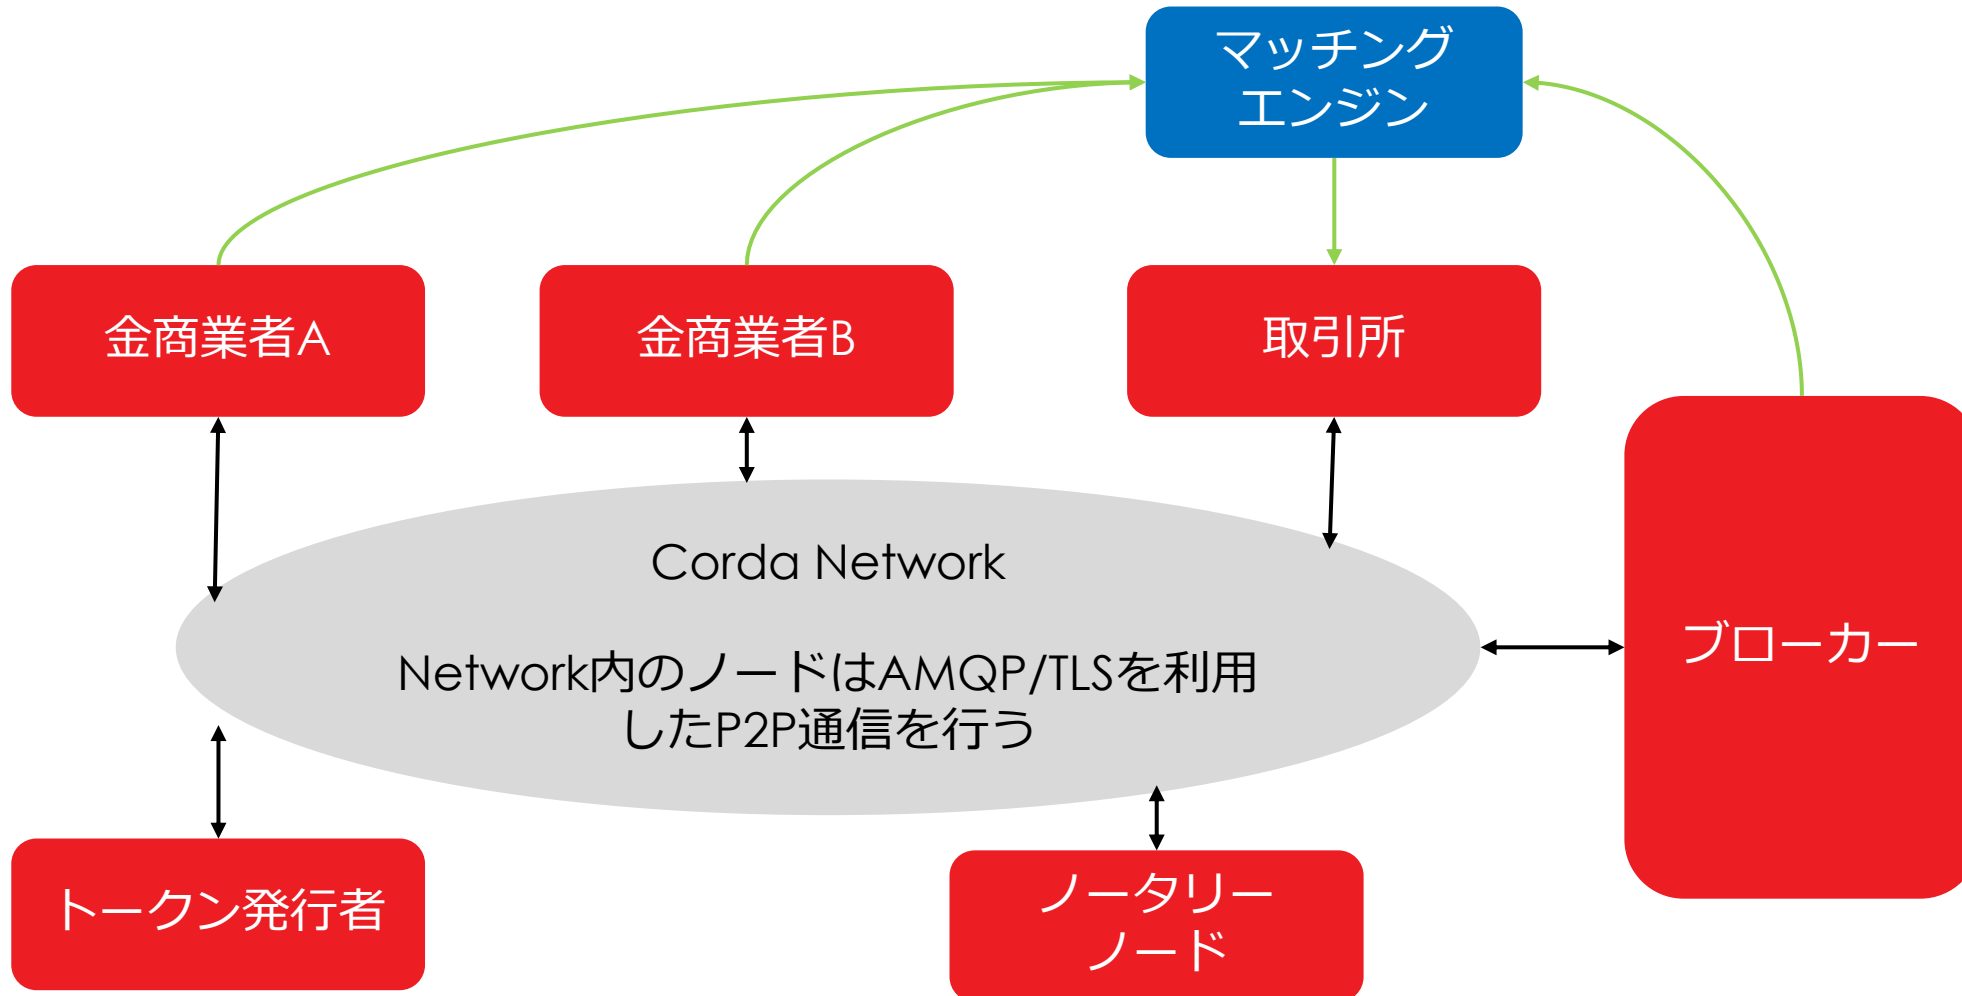 マッチング
エンジン
金商業者A
金商業者B
取引所
Corda Network
Network内のノードはAMQP/TLSを利用
したP2P通信を行う
ブローカー
トークン発行者
ノータリー
ノード